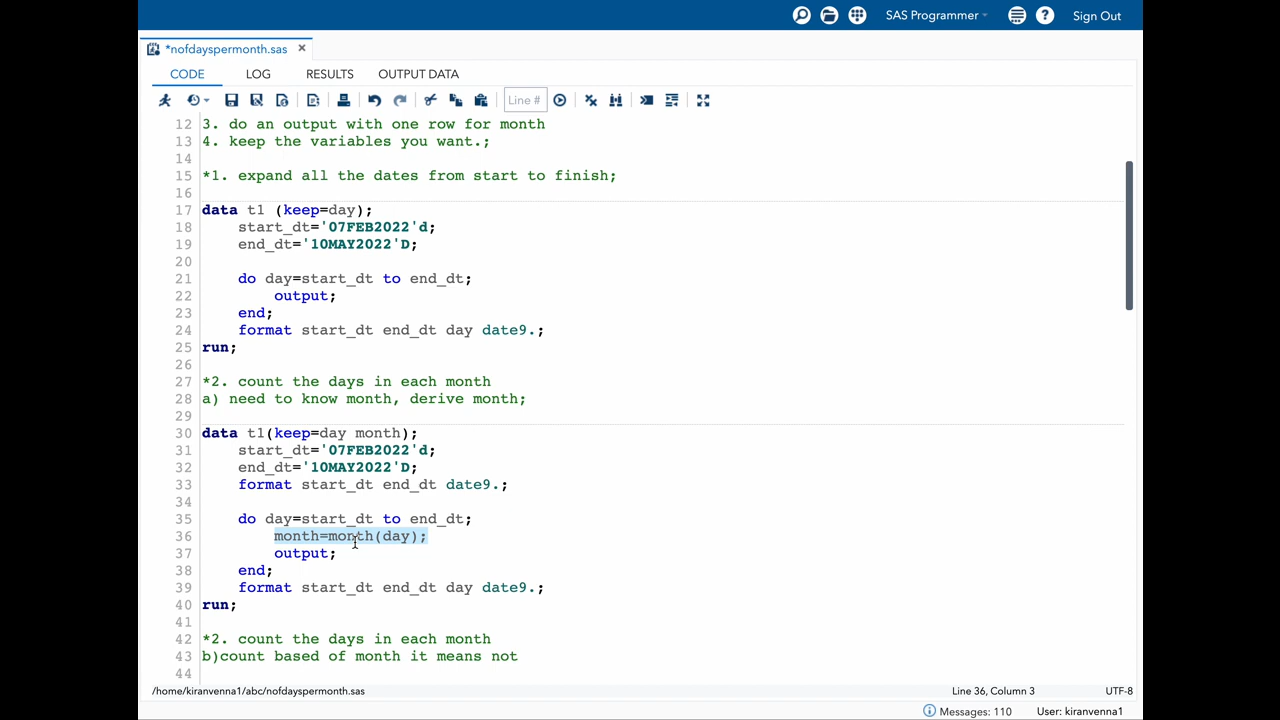 SAS Programmer
Sign Out
*nofdayspermonth.sas
CODE LOG RESULTS OUTPUT DATA
Line #
12 3. do an output with one row for month
13 4. keep the variables you want.;
14
15 *1. expand all the dates from start to finish;
16
17 data t1 (keep=day);
18 start_dt='07FEB2022'd;
19 end_dt='10MAY2022'D;
20
21 do day=start_dt to end_dt;
22 output;
23 end;
24 format start_dt end_dt day date9.;
25 run;
26
27 *2. count the days in each month
28 a) need to know month, derive month;
29
30 data t1(keep=day month);
31 start_dt='07FEB2022'd;
32 end_dt='10MAY2022'D;
33 format start_dt end_dt date9.;
34
35 do day=start_dt to end_dt;
36 month=month(day);
37 output;
38 end;
39 format start_dt end_dt day date9.;
40 run;
41
42 *2. count the days in each month
43 b)count based of month it means not
44
/home/kiranvenna1/abc/nofdayspermonth.sas Line 36, Column 3 UTF-8
Messages: 110 User: kiranvenna1